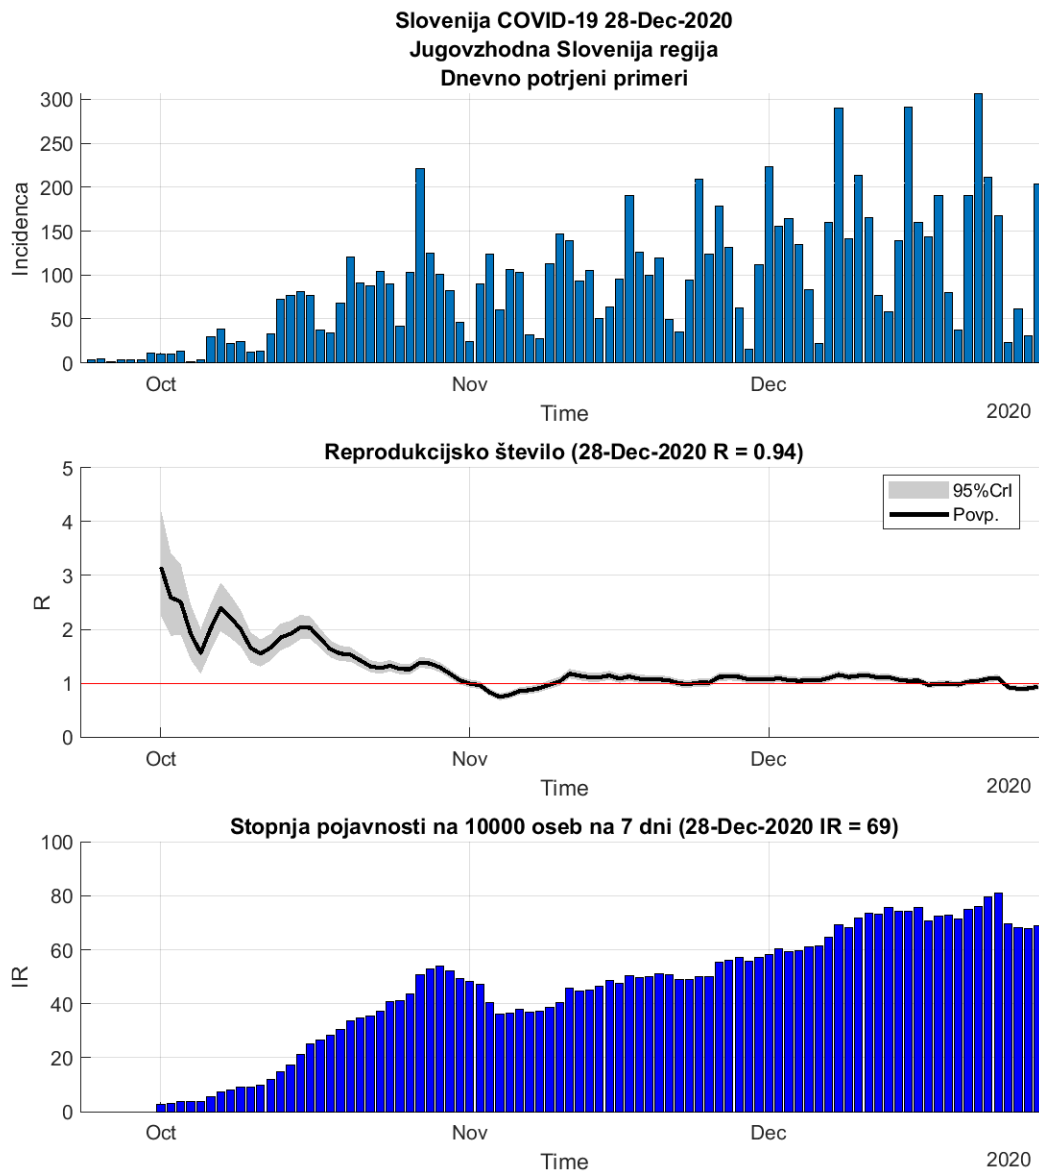 Slovenija COVID-19 28-Dec-2020
Jugovzhodna Slovenija regija
Dnevno potrjeni primeri
300
250
200
150
100
50
0
Incidenca
Oct
Nov
Dec
Time
2020
Reprodukcijsko število (28-Dec-2020 R = 0.94)
5
4
3
2
1
0
R
95%CrI
Povp.
Oct
Nov
Dec
Time
2020
Stopnja pojavnosti na 10000 oseb na 7 dni (28-Dec-2020 IR = 69)
100
80
60
40
20
0
IR
Oct
Nov
Dec
Time
2020